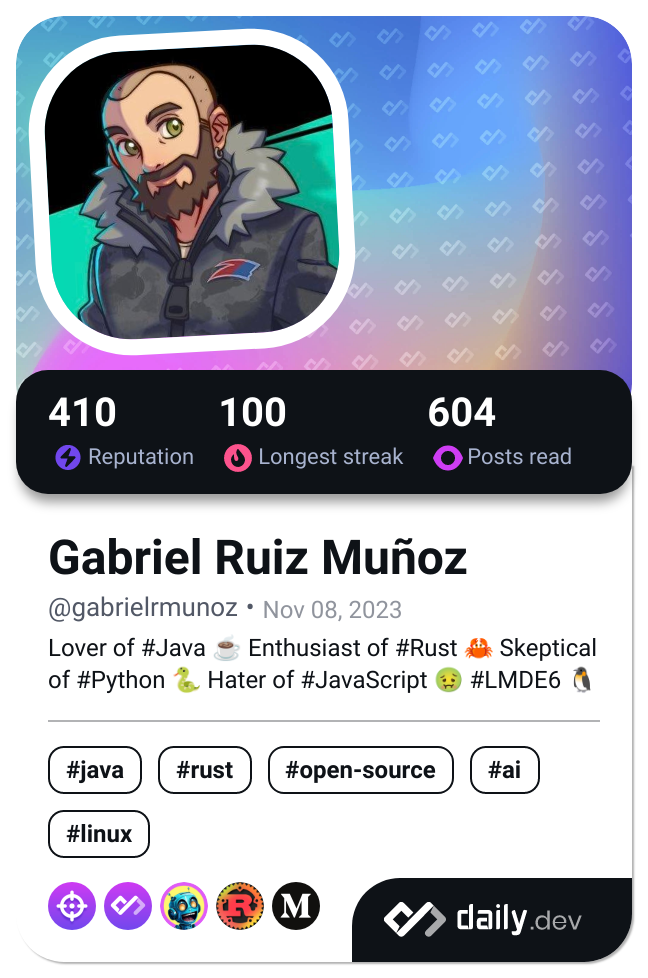 410 100 604
Reputation Longest streak Posts read
Gabriel Ruiz Muñoz
@gabrielrmunoz • Nov 08, 2023
Lover of #Java ☕ Enthusiast of #Rust 🦀 Skeptical
of #Python 🐍 Hater of #JavaScript 🤢 #LMDE6 🐧
#java #rust #open-source #ai
#linux
R M
daily.dev